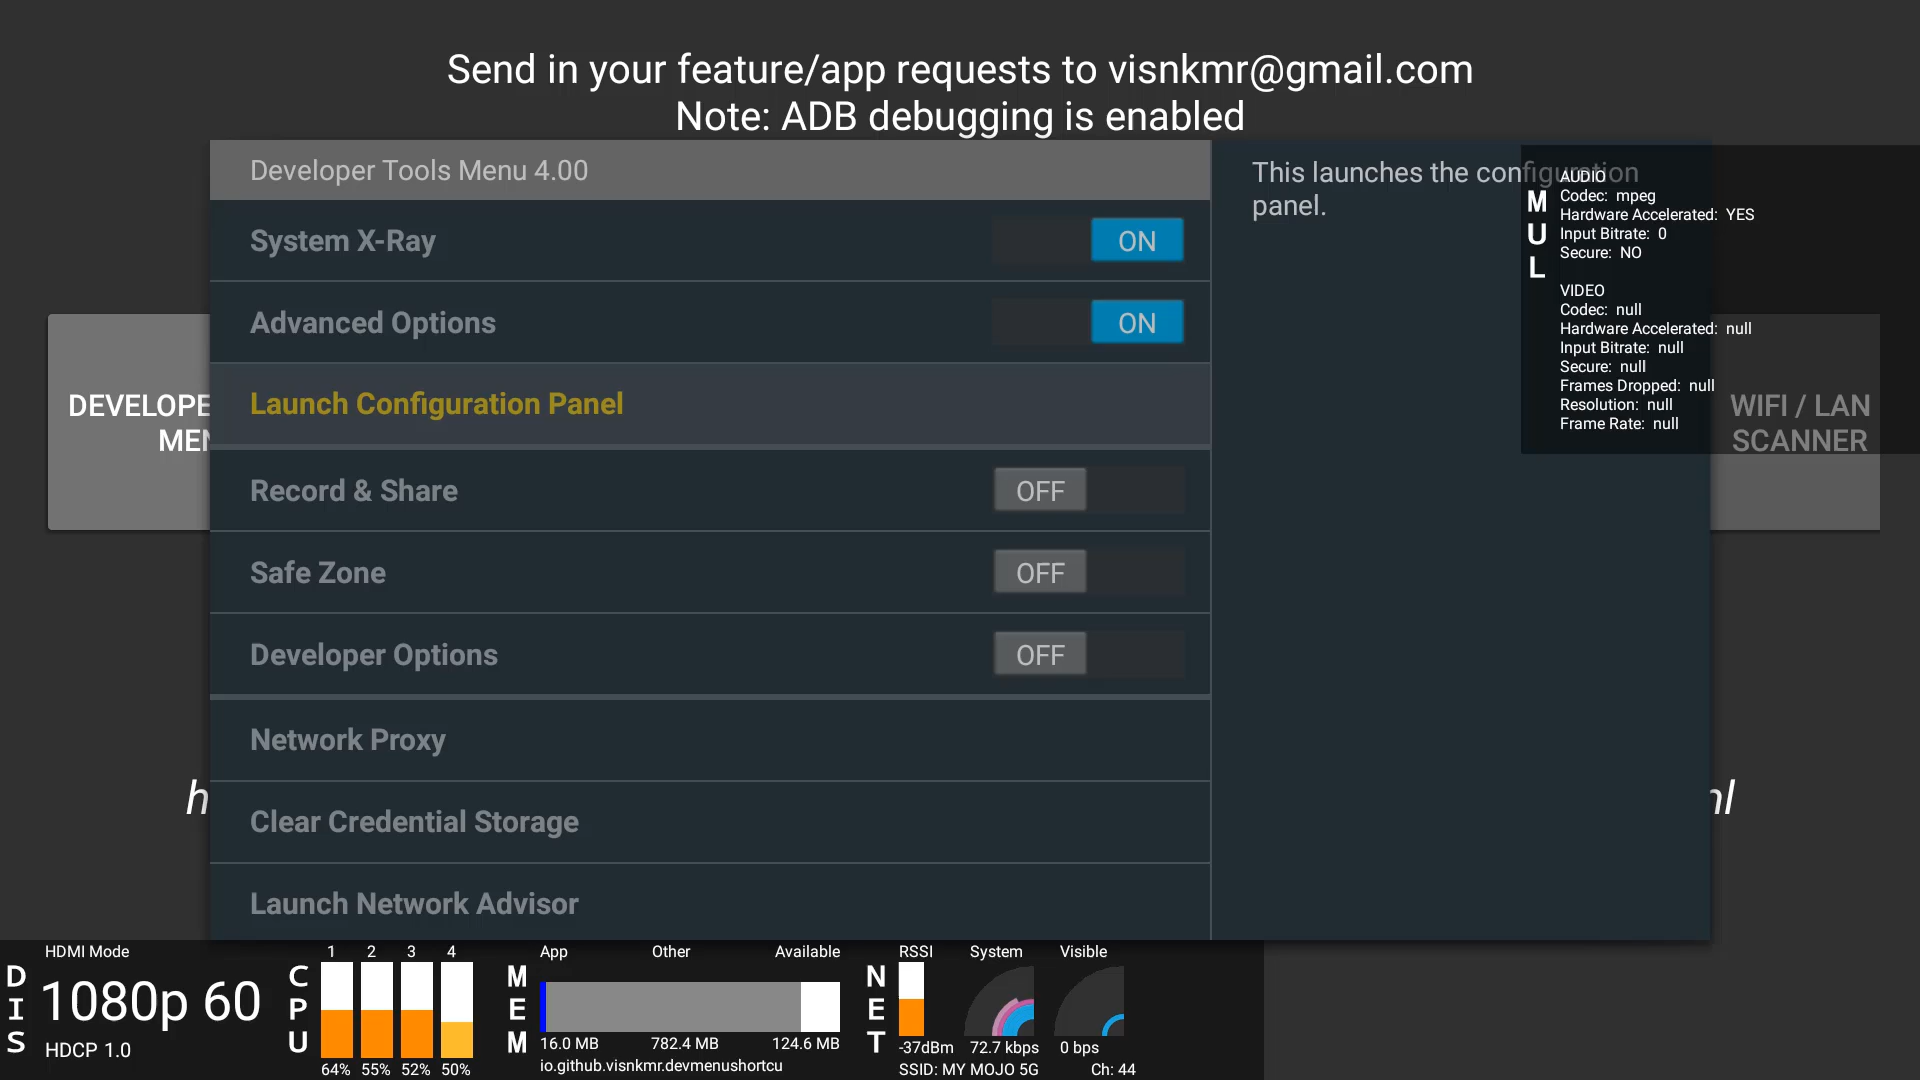 Send in your feature/app requests to visnkmr@gmail.com
Note: ADB debugging is enabled
Developer Tools Menu 4.00
System X-Ray
ON
Advanced Options
ON
Launch Configuration Panel
Record & Share
OFF
Safe Zone
OFF
Developer Options
OFF
Network Proxy
Clear Credential Storage
Launch Network Advisor
This launches the configuration
panel.
MUL
AUDIO
Codec: mpeg
Hardware Accelerated: YES
Input Bitrate: 0
Secure: NO
VIDEO
Codec: null
Hardware Accelerated: null
Input Bitrate: null
Secure: null
Frames Dropped: null
Resolution: null
Frame Rate: null
DEVELOPE
MEN
WIFI / LAN
SCANNER
h
nl
DIS
HDMI Mode
1080p 60
HDCP 1.0
CPU
1 2 3 4
64% 55% 52% 50%
MEM
App Other Available
16.0 MB 782.4 MB 124.6 MB
io.github.visnkmr.devmenushortcu
NET
RSSI System Visible
-37dBm 72.7 kbps 0 bps
SSID: MY MOJO 5G Ch: 44